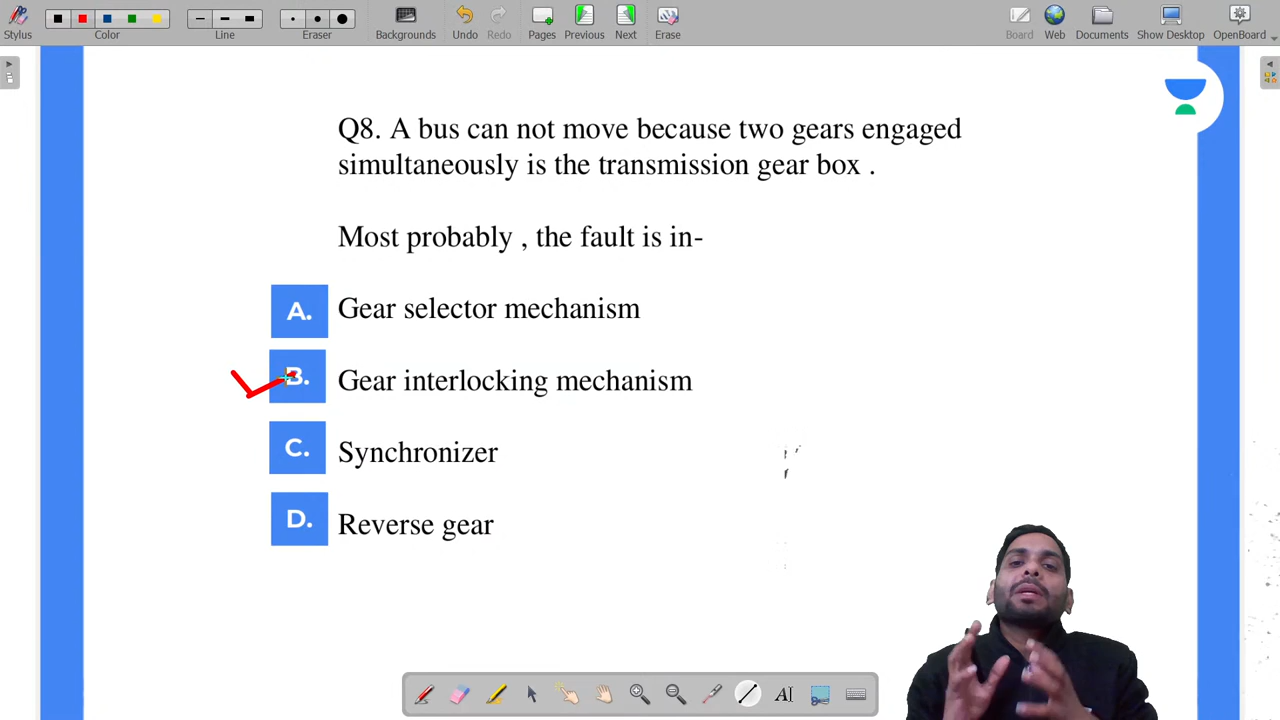 Stylus
Color
Line
Eraser
Backgrounds
Undo
Redo
Pages
Previous
Next
Erase
Board
Web
Documents
Show Desktop
OpenBoard
Q8. A bus can not move because two gears engaged
simultaneously is the transmission gear box .
Most probably , the fault is in-
A. Gear selector mechanism
B. Gear interlocking mechanism
C. Synchronizer
D. Reverse gear